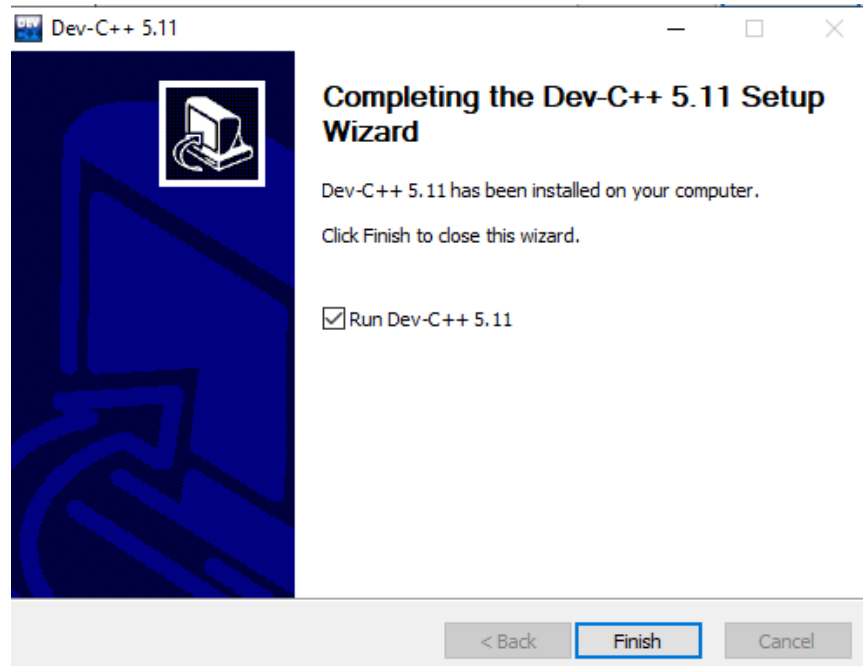 Dev-C++ 5.11
Completing the Dev-C++ 5.11 Setup
Wizard
Dev-C++ 5.11 has been installed on your computer.
Click Finish to close this wizard.
Run Dev-C++ 5.11
< Back
Finish
Cancel